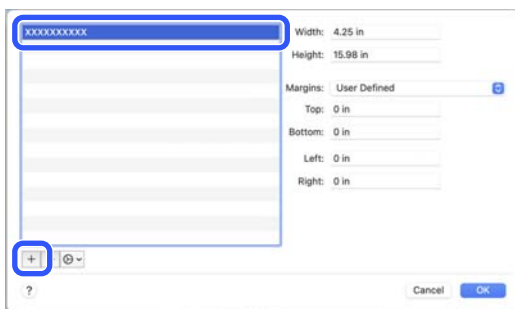 XXXXXXXXXX
Width: 4.25 in
Height: 15.98 in
Margins: User Defined
Top: 0 in
Bottom: 0 in
Left: 0 in
Right: 0 in
+
?
Cancel OK